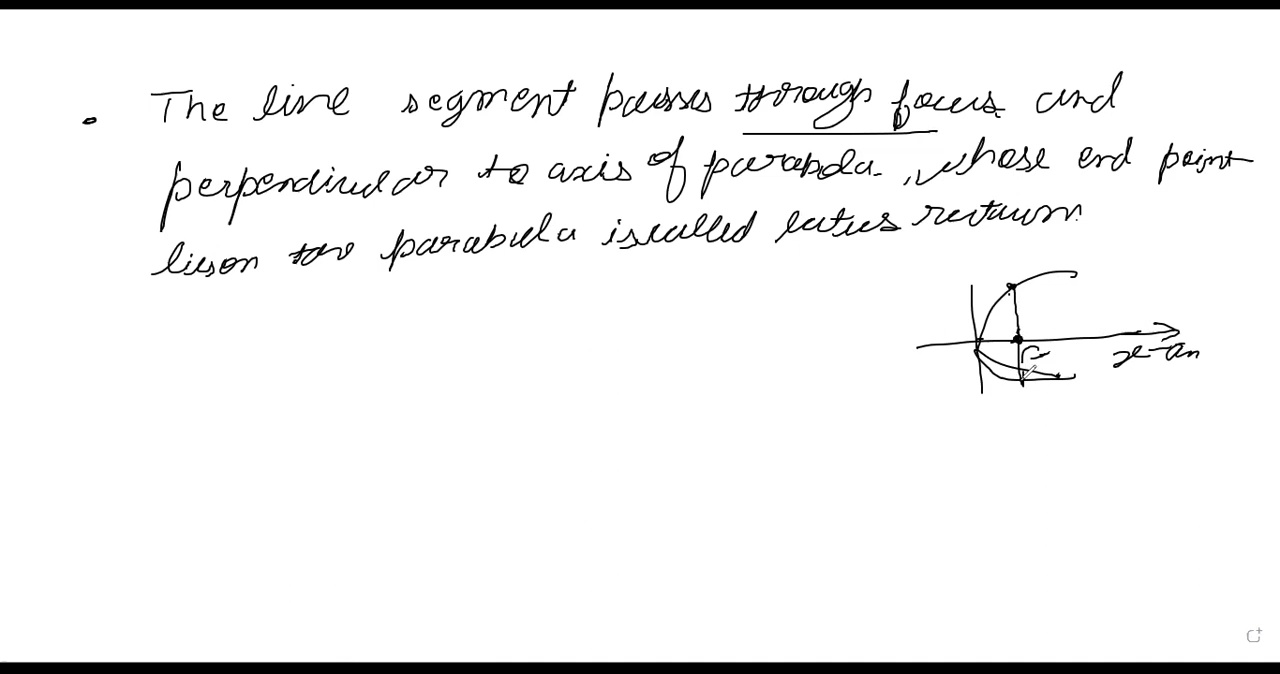 The line segment passes through focus and
perpendicular to axis of parabola, whose end point
lies on the parabola is called latus rectum
F